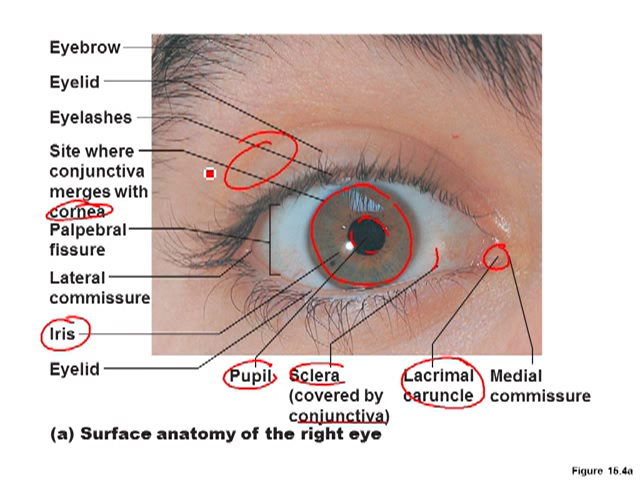 Eyebrow
Eyelid
Eyelashes
Site where
conjunctiva
merges with
cornea
Palpebral
fissure
Lateral
commissure
Iris
Eyelid
Pupil
Sclera
(covered by
conjunctiva)
Lacrimal
caruncle
Medial
commissure
(a) Surface anatomy of the right eye
Figure 15.4a